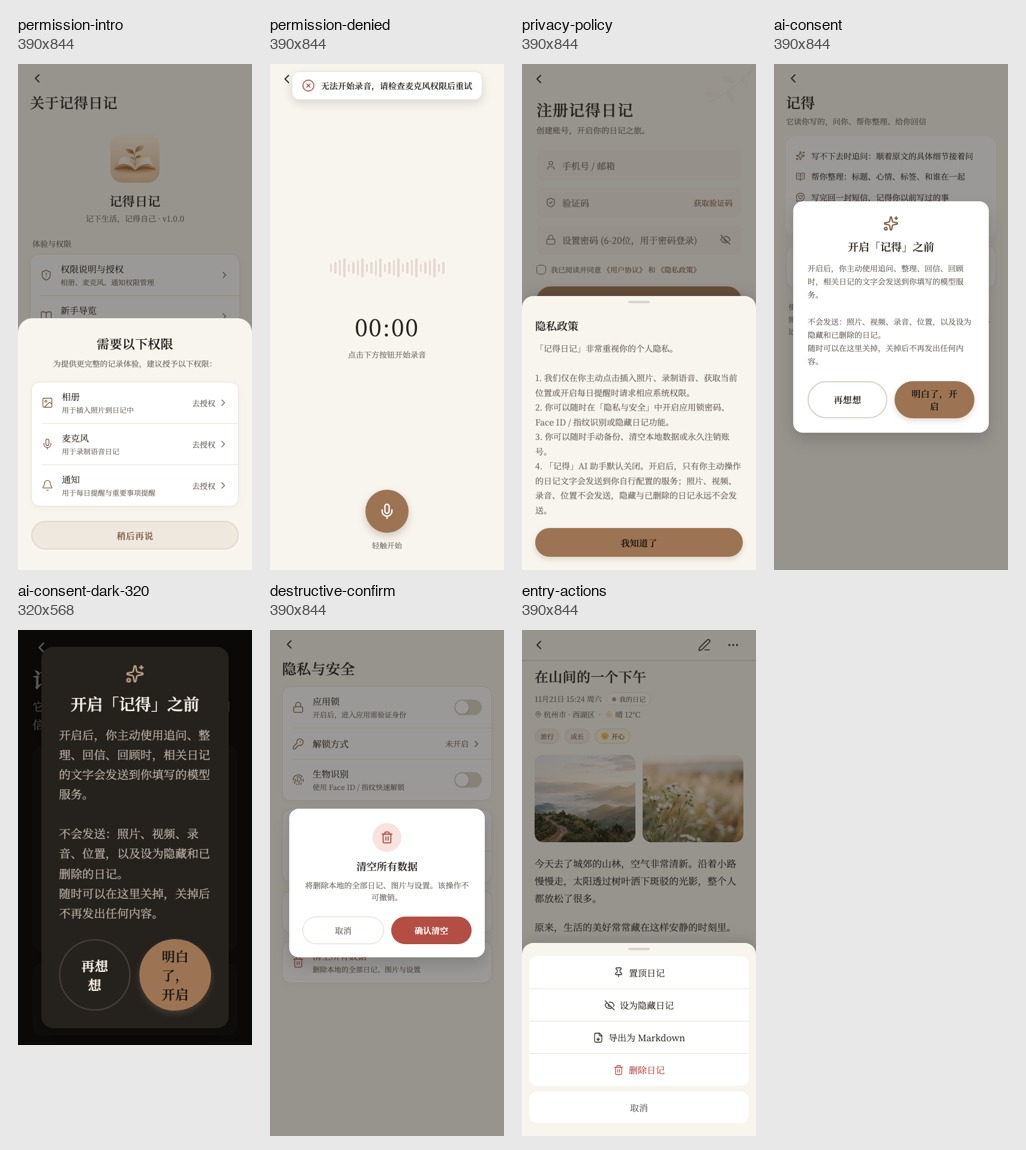 permission-intro
390x844
关于记得日记
记得日记
记下生活，记得自己 · v1.0.0
体验与权限
权限说明与授权
相册、麦克风、通知权限管理
新手导览
需要以下权限
为提供更完整的记录体验，建议授予以下权限：
相册
用于插入照片到日记中
去授权
麦克风
用于录制语音日记
去授权
通知
用于每日提醒与重要事项提醒
去授权
稍后再说
permission-denied
390x844
无法开始录音，请检查麦克风权限后重试
00:00
点击下方按钮开始录音
轻触开始
privacy-policy
390x844
注册记得日记
创建账号，开启你的日记之旅。
手机号 / 邮箱
验证码
获取验证码
设置密码 (6-20位，用于密码登录)
我已阅读并同意 《用户协议》 和 《隐私政策》
隐私政策
「记得日记」非常重视你的个人隐私。
1. 我们仅在你主动点击插入照片、录制语音、获取当前
位置或开启每日提醒时请求相应系统权限。
2. 你可以随时在「隐私与安全」中开启应用锁密码、
Face ID / 指纹识别或隐藏日记功能。
3. 你可以随时手动备份、清空本地数据或永久注销账
号。
4. 「记得」AI 助手默认关闭。开启后，只有你主动操作
的日记文字会发送到你自行配置的服务；照片、视频、
录音、位置不会发送，隐藏与已删除的日记永远不会发
送。
我知道了
ai-consent
390x844
记得
它读你写的，问你、帮你整理、给你回信
写不下去时追问：顺着原文的具体细节接着问
帮你整理：标题、心情、标签、和谁在一起
写完回一封短信，记得你以前写过的事
开启「记得」之前
开启后，你主动使用追问、整理、回信、回顾
时，相关日记的文字会发送到你填写的模型服
务。
不会发送：照片、视频、录音、位置，以及设为
隐藏和已删除的日记。
随时可以在这里关掉，关掉后不再发出任何内
容。
再想想
明白了，开
启
ai-consent-dark-320
320x568
开启「记得」之前
开启后，你主动使用追问、整
理、回信、回顾时，相关日记
的文字会发送到你填写的模型
服务。
不会发送：照片、视频、录
音、位置，以及设为隐藏和已
删除的日记。
随时可以在这里关掉，关掉后
不再发出任何内容。
再想
想
明白
了，
开启
destructive-confirm
390x844
隐私与安全
应用锁
开启后，进入应用需验证身份
解锁方式
未开启
生物识别
使用 Face ID / 指纹快速解锁
清空所有数据
将删除本地的全部日记、图片与设置。该操作不
可撤销。
取消
确认清空
删除本地的全部日记、图片与设置
entry-actions
390x844
在山间的一个下午
11月21日 15:24 周六
我的日记
杭州市 · 西湖区 · 晴 12°C
旅行
成长
开心
今天去了城郊的山林，空气非常清新。沿着小路
慢慢走，太阳透过树叶洒下斑驳的光影，整个人
都放松了很多。
原来，生活的美好常常藏在这样安静的时刻里。
置顶日记
设为隐藏日记
导出为 Markdown
删除日记
取消